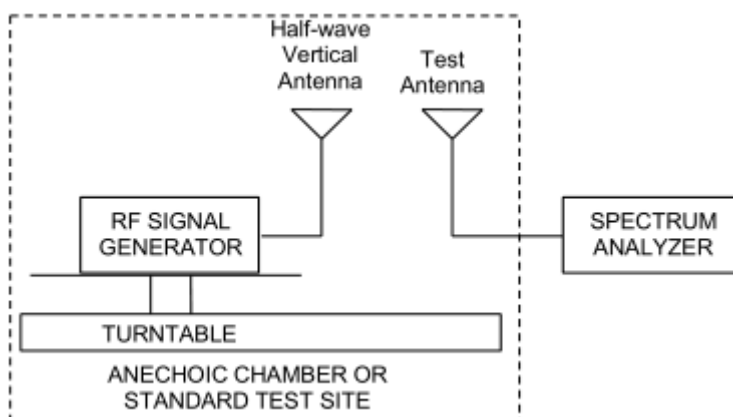 Half-wave
Vertical
Antenna
Test
Antenna
RF SIGNAL
GENERATOR
SPECTRUM
ANALYZER
TURNTABLE
ANECHOIC CHAMBER OR
STANDARD TEST SITE